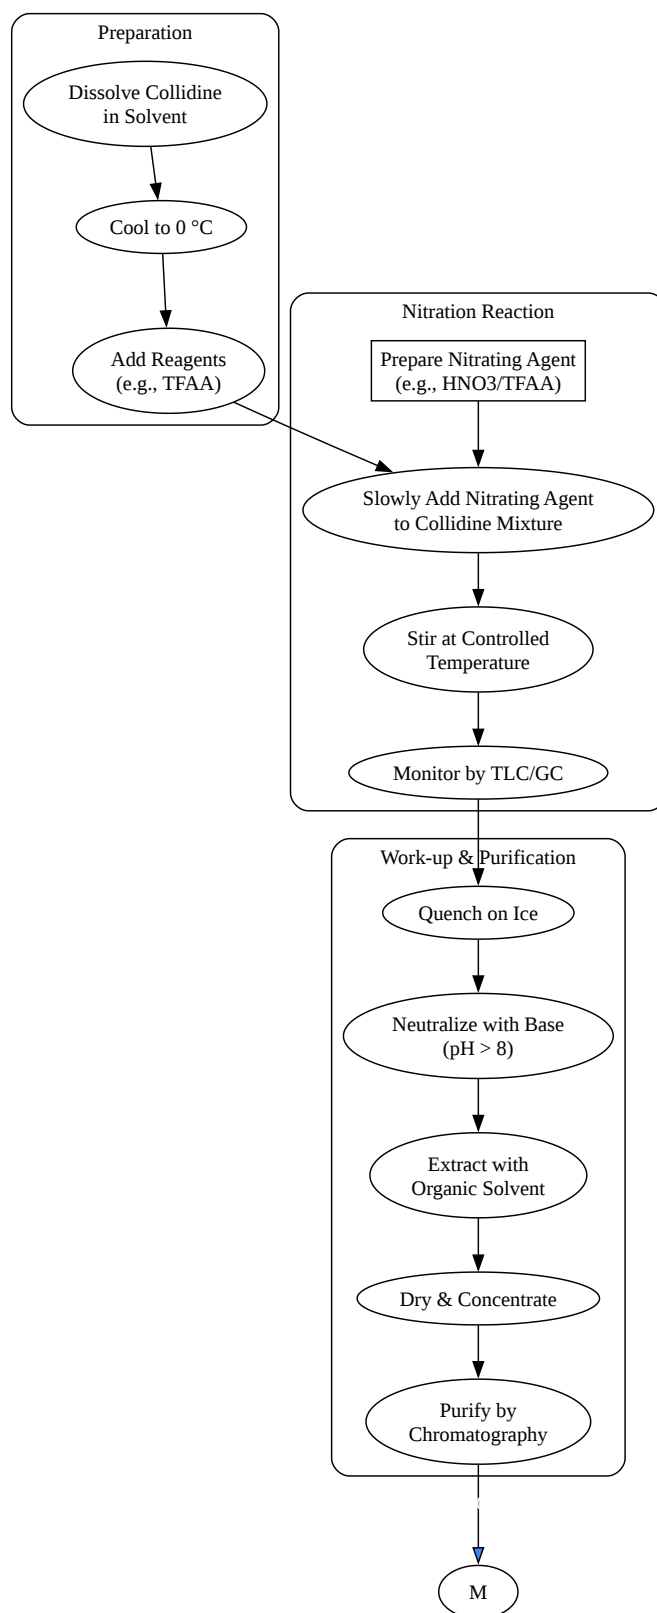 Preparation
Dissolve Collidine
in Solvent
Cool to 0 °C
Add Reagents
(e.g., TFAA)
Nitration Reaction
Prepare Nitrating Agent
(e.g., HNO3/TFAA)
Slowly Add Nitrating Agent
to Collidine Mixture
Stir at Controlled
Temperature
Monitor by TLC/GC
Work-up & Purification
Quench on Ice
Neutralize with Base
(pH > 8)
Extract with
Organic Solvent
Dry & Concentrate
Purify by
Chromatography
M